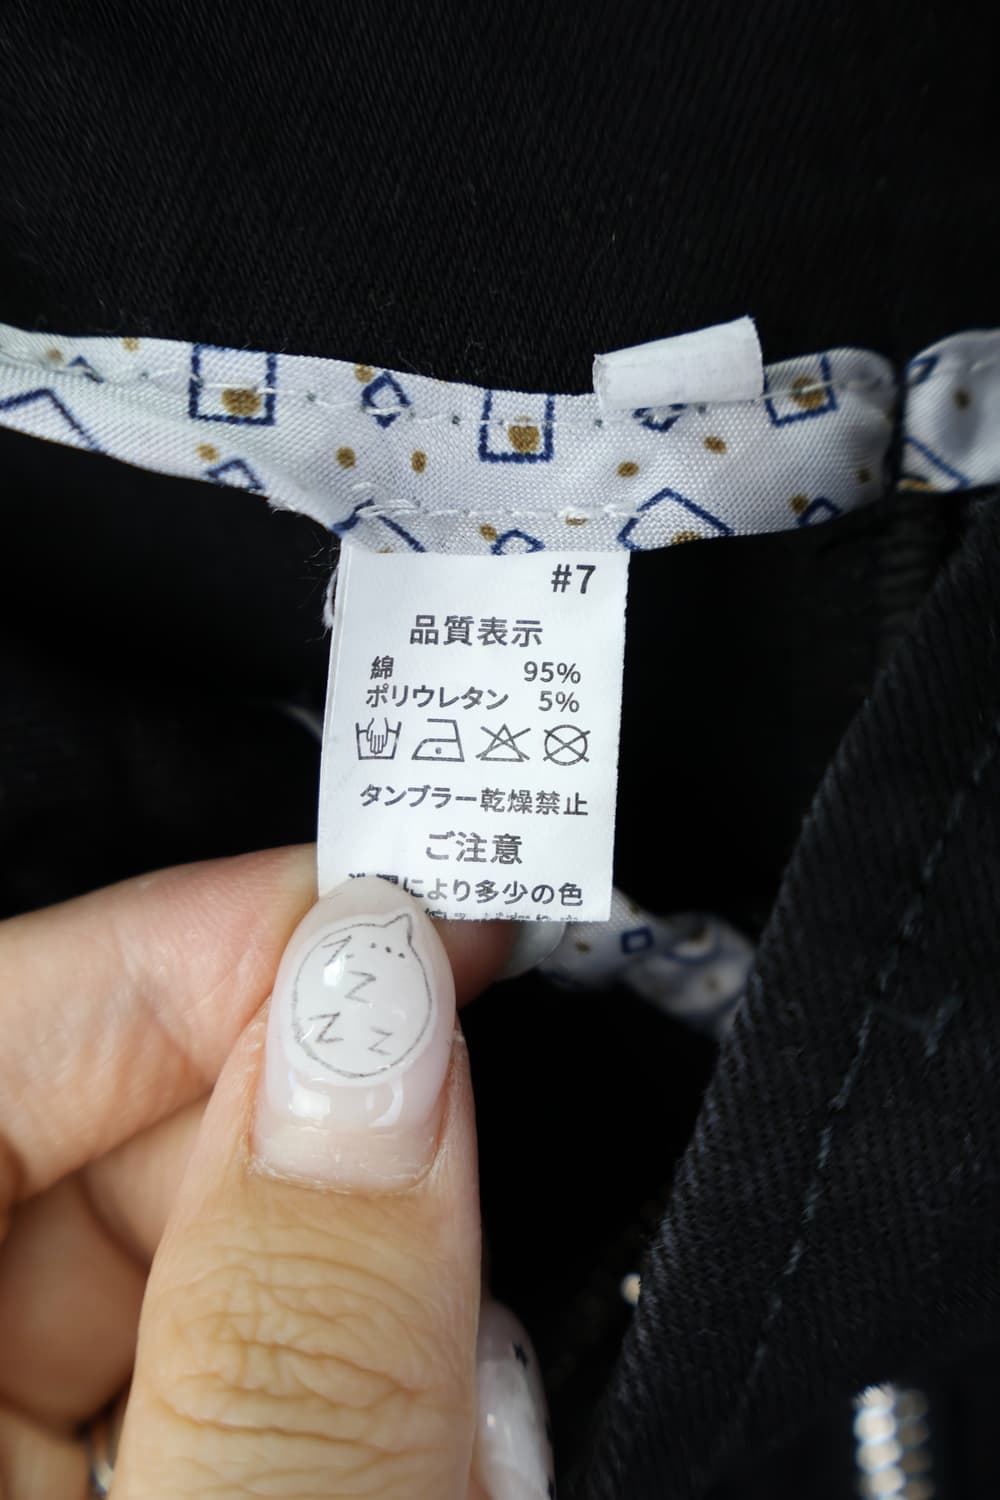 #7
品質表示
綿 95%
ポリウレタン 5%
タンブラー乾燥禁止
ご注意
により多少の色
Z
Z
Z
Z